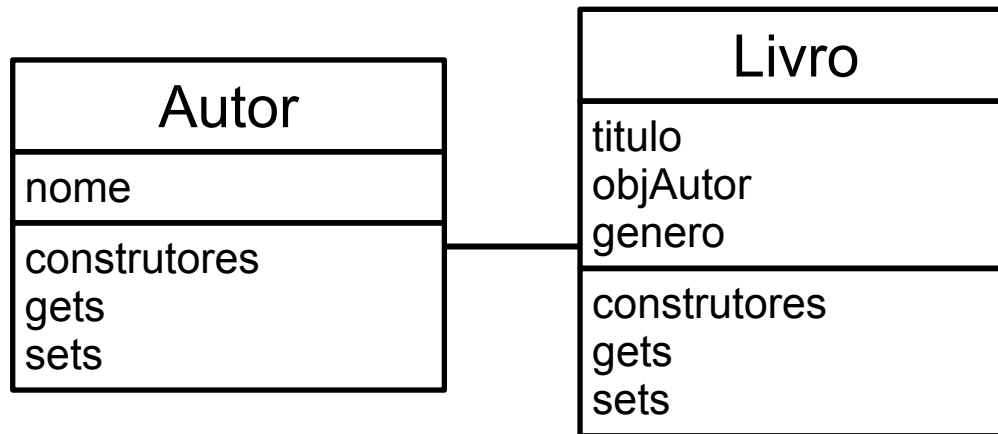 Autor
nome
construtores
gets
sets
Livro
titulo
objAutor
genero
construtores
gets
sets